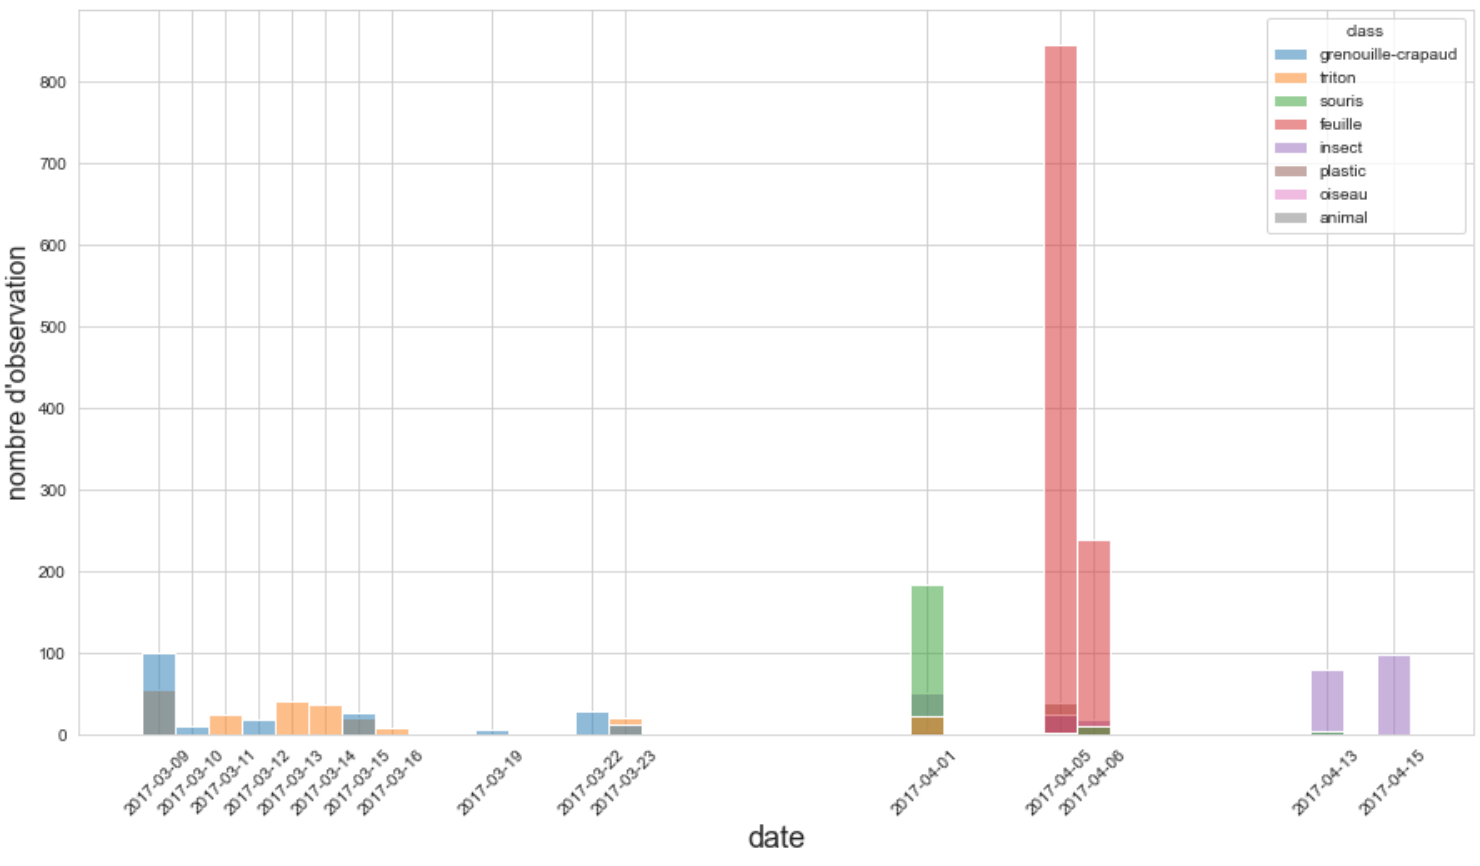 class
grenouille-crapaud
triton
souris
feuille
insect
plastic
oiseau
animal
nombre d'observation
800
700
600
500
400
300
200
100
0
2017-03-09
2017-03-10
2017-03-11
2017-03-12
2017-03-13
2017-03-14
2017-03-15
2017-03-16
2017-03-19
2017-03-22
2017-03-23
2017-04-01
2017-04-05
2017-04-06
2017-04-13
2017-04-15
date